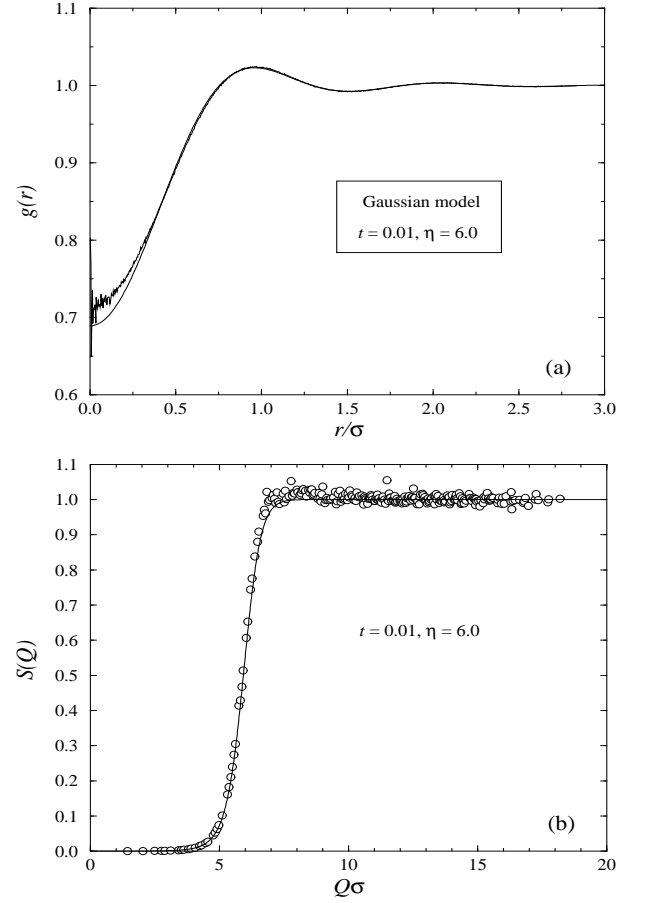 1.1
1.0
0.9
0.8
0.7
0.6
g(r)
Gaussian model
t = 0.01, η = 6.0
(a)
0.0 0.5 1.0 1.5 2.0 2.5 3.0
r/σ
1.1
1.0
0.9
0.8
0.7
0.6
0.5
0.4
0.3
0.2
0.1
0.0
S(Q)
t = 0.01, η = 6.0
(b)
0 5 10 15 20
Qσ